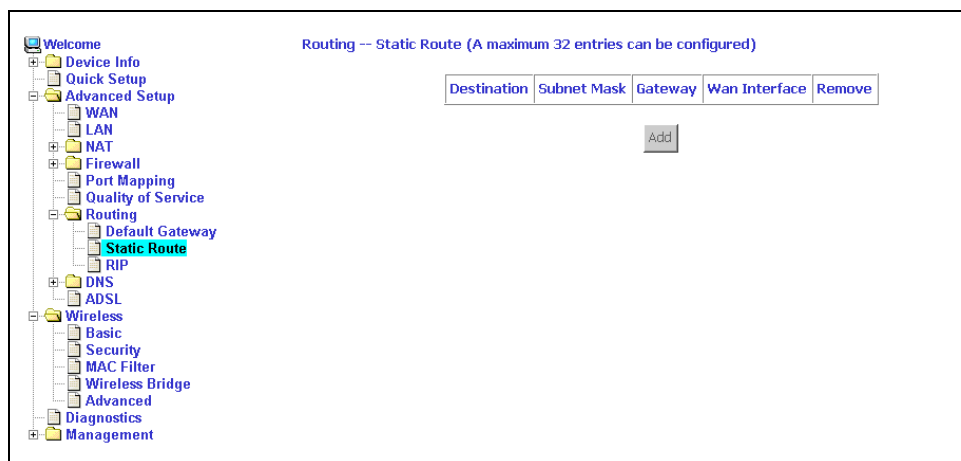 Welcome
Device Info
Quick Setup
Advanced Setup
WAN
LAN
NAT
Firewall
Port Mapping
Quality of Service
Routing
Default Gateway
Static Route
RIP
DNS
ADSL
Wireless
Basic
Security
MAC Filter
Wireless Bridge
Advanced
Diagnostics
Management
Routing -- Static Route (A maximum 32 entries can be configured)
Destination Subnet Mask Gateway Wan Interface Remove
Add